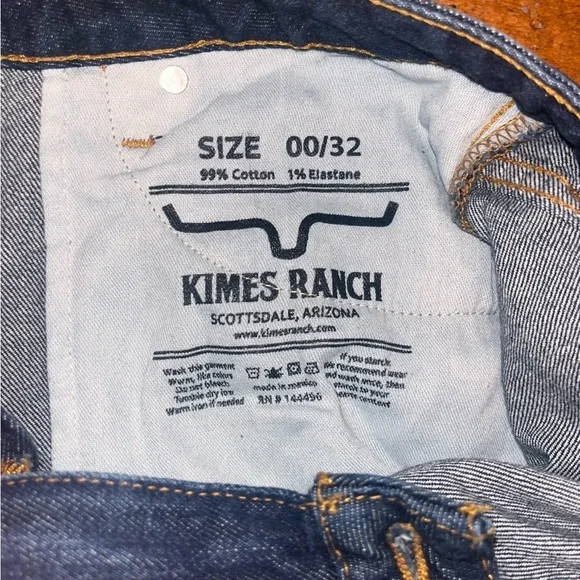 SIZE 00/32
99% Cotton 1% Elastane
KIMES RANCH
SCOTTSDALE, ARIZONA
www.kimesranch.com
Wash this garment
Warm, like colors
Do not bleach
Tumble dry low
Warm iron if needed
made in mexico
RN # 144496
If you starch
We recommend wear
and wash once, then
starch to your
hearts content